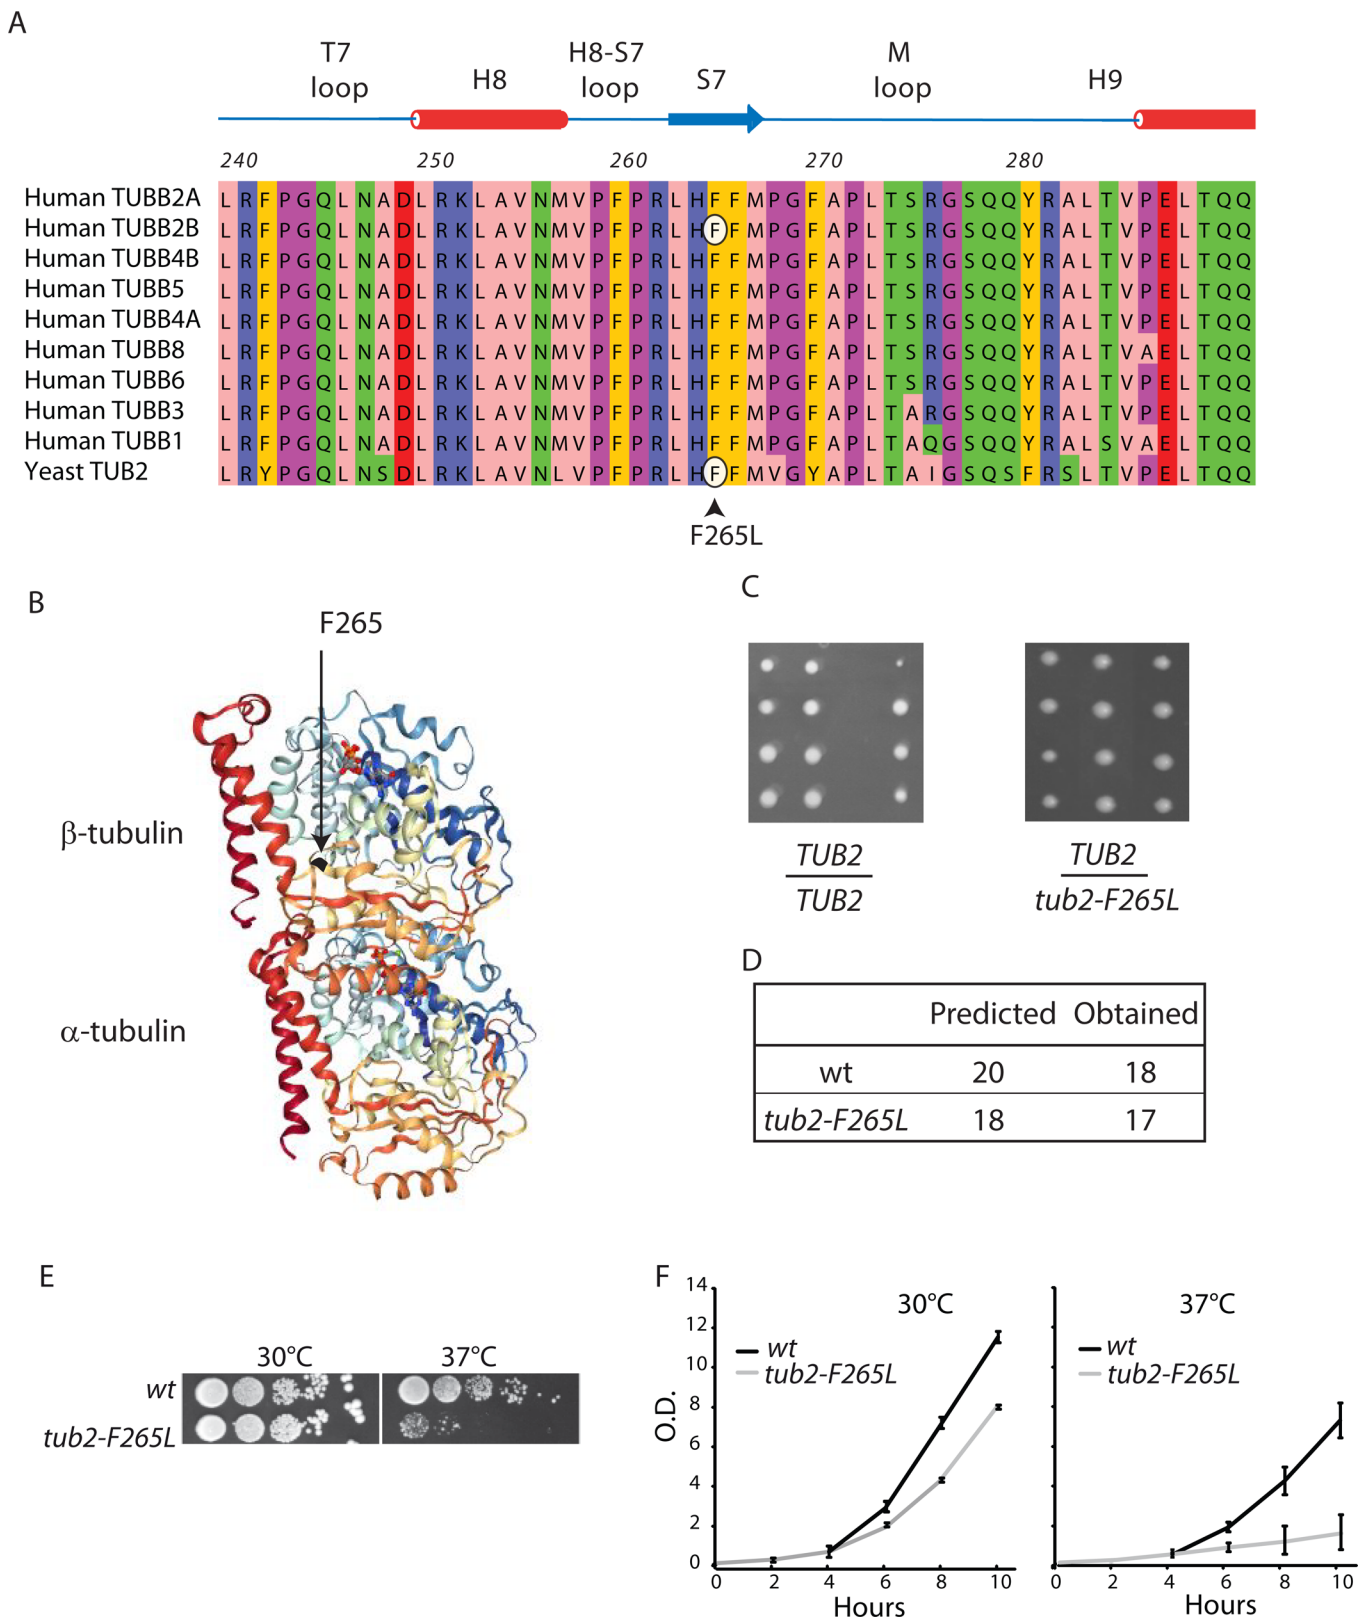 A
T7 loop
H8
H8-S7 loop
S7
M loop
H9
240 250 260 270 280
Human TUBB2A L R F P G Q L N A D L R K L A V N M V P F P R L H F F M P G F A P L T S R G S Q Q Y R A L T V P E L T Q Q
Human TUBB2B L R F P G Q L N A D L R K L A V N M V P F P R L H F F M P G F A P L T S R G S Q Q Y R A L T V P E L T Q Q
Human TUBB4B L R F P G Q L N A D L R K L A V N M V P F P R L H F F M P G F A P L T S R G S Q Q Y R A L T V P E L T Q Q
Human TUBB5 L R F P G Q L N A D L R K L A V N M V P F P R L H F F M P G F A P L T S R G S Q Q Y R A L T V P E L T Q Q
Human TUBB4A L R F P G Q L N A D L R K L A V N M V P F P R L H F F M P G F A P L T S R G S Q Q Y R A L T V P E L T Q Q
Human TUBB8 L R F P G Q L N A D L R K L A V N M V P F P R L H F F M P G F A P L T S R G S Q Q Y R A L T V A E L T Q Q
Human TUBB6 L R F P G Q L N A D L R K L A V N M V P F P R L H F F M P G F A P L T S R G S Q Q Y R A L T V P E L T Q Q
Human TUBB3 L R F P G Q L N A D L R K L A V N M V P F P R L H F F M P G F A P L T A R G S Q Q Y R A L T V P E L T Q Q
Human TUBB1 L R F P G Q L N A D L R K L A V N M V P F P R L H F F M P G F A P L T A Q G S Q Q Y R A L S V A E L T Q Q
Yeast TUB2 L R Y P G Q L N S D L R K L A V N L V P F P R L H F F M V G Y A P L T A I G S Q S F R S L T V P E L T Q Q
F265L
B
F265
β-tubulin
α-tubulin
C
TUB2
TUB2
TUB2
tub2-F265L
D
Predicted Obtained
wt 20 18
tub2-F265L 18 17
E
30°C 37°C
wt
tub2-F265L
F
30°C
wt
tub2-F265L
O.D.
14
12
10
8
6
4
2
0
0 2 4 6 8 10
Hours
37°C
wt
tub2-F265L
0 2 4 6 8 10
Hours